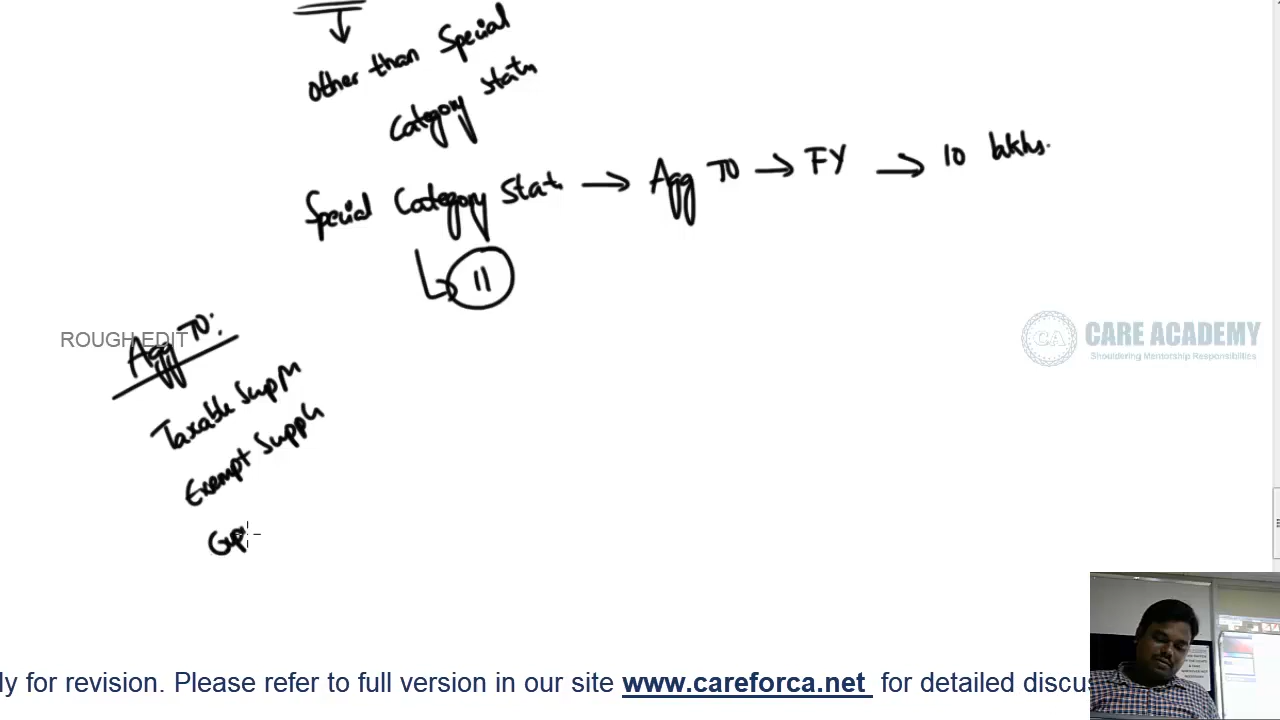 other than Special
Category States
Special Category States → Agg TO → FY → 10 lakhs.
11
ROUGH EDIT
Agg TO:
Taxable Supply
Exempt Supply
CARE ACADEMY
Shouldering Mentorship Responsibilities
ly for revision. Please refer to full version in our site www.careforca.net for detailed discus